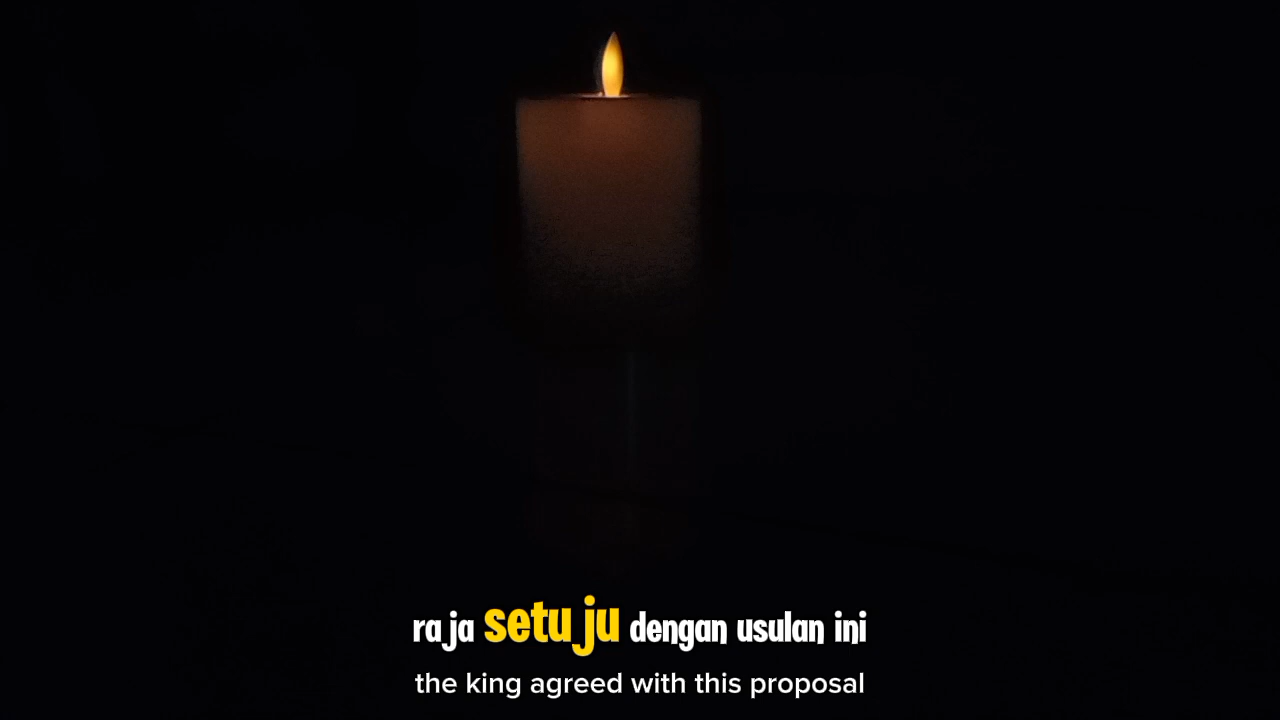 raja setuju dengan usulan ini
the king agreed with this proposal